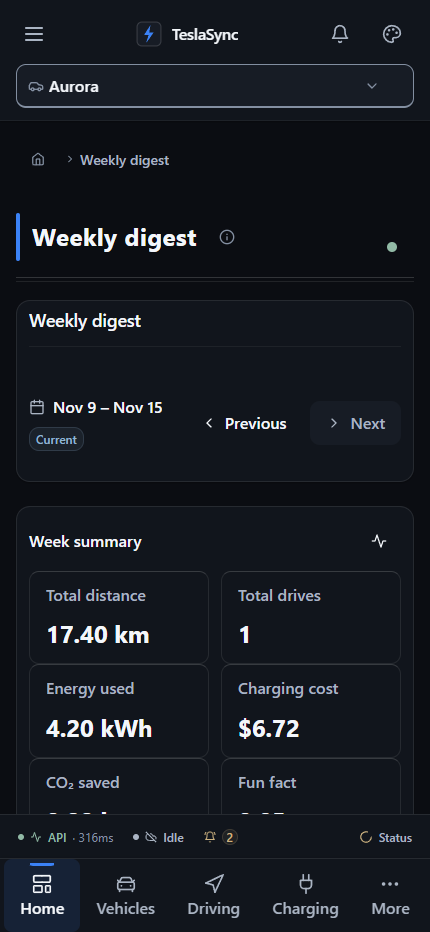 TeslaSync
Aurora
Weekly digest
Weekly digest
Weekly digest
Nov 9 – Nov 15
Current
Previous
Next
Week summary
Total distance
Total drives
17.40 km
1
Energy used
Charging cost
4.20 kWh
$6.72
CO₂ saved
Fun fact
API · 316ms
Idle
2
Status
Home
Vehicles
Driving
Charging
More